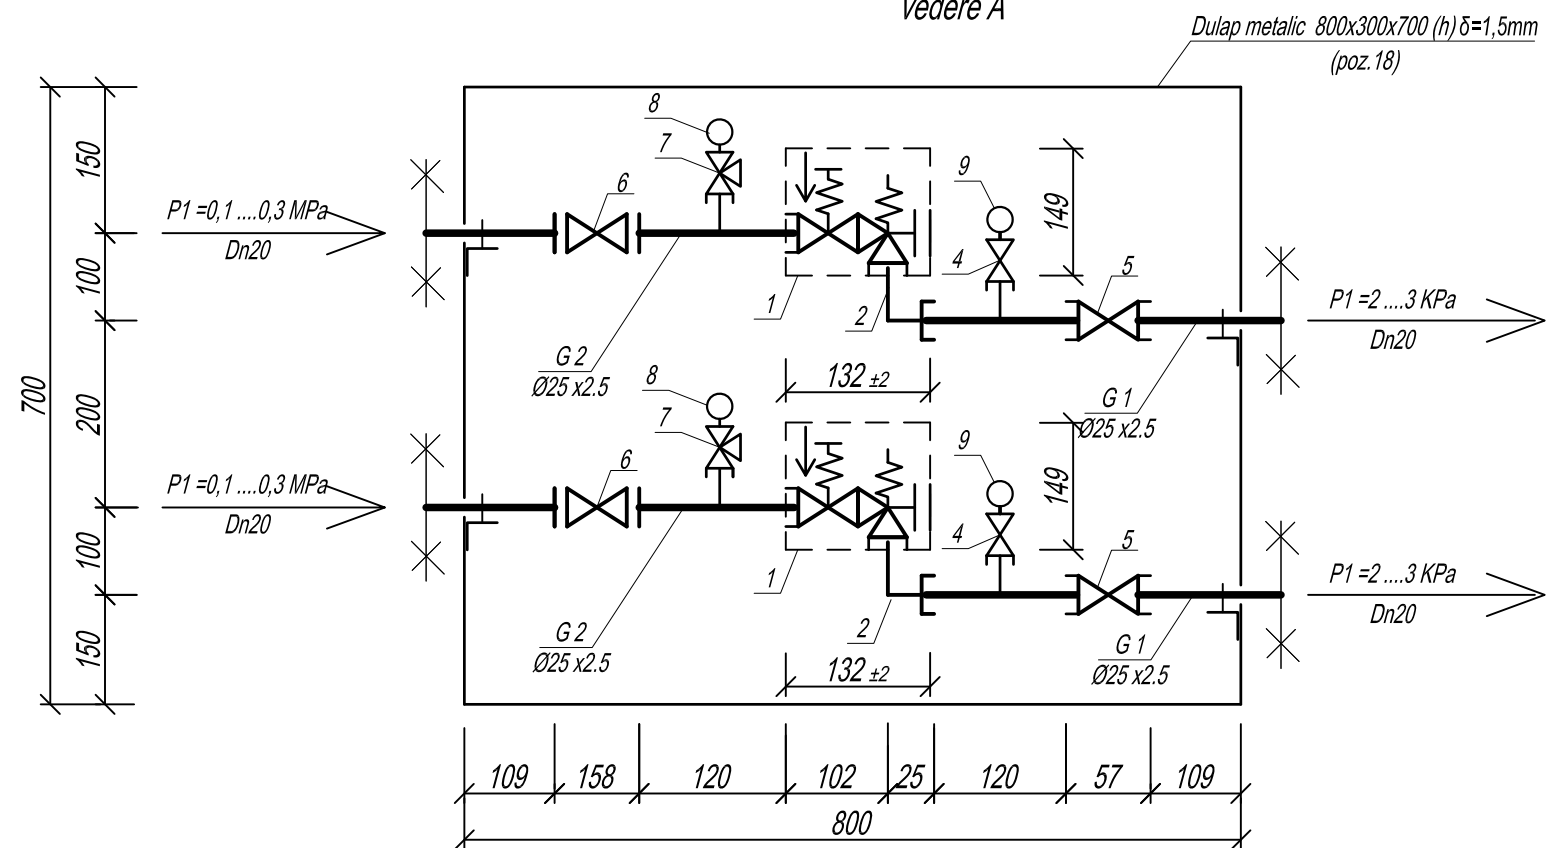 Vedere A
Dulap metalic 800x300x700 (h) δ=1,5mm
(poz.18)
8
7
6
9
150
149
P1 =0,1 ....0,3 MPa
Dn20
100
4
5
1
2
P1 =2 ....3 KPa
Dn20
G 2
Ø25 x2.5
132 ±2
8
700
200
7
G 1
Ø25 x2.5
6
9
149
P1 =0,1 ....0,3 MPa
Dn20
100
4
5
1
2
P1 =2 ....3 KPa
Dn20
G 2
Ø25 x2.5
150
132 ±2
G 1
Ø25 x2.5
109 158 120 102 25 120 57 109
800